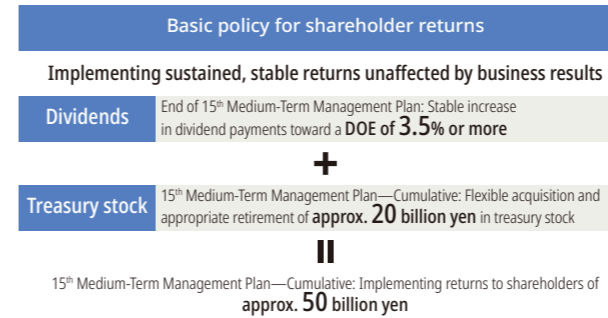 Basic policy for shareholder returns
Implementing sustained, stable returns unaffected by business results
Dividends
End of 15th Medium-Term Management Plan: Stable increase
in dividend payments toward a DOE of 3.5% or more
+
Treasury stock
15th Medium-Term Management Plan—Cumulative: Flexible acquisition and
appropriate retirement of approx. 20 billion yen in treasury stock
=
15th Medium-Term Management Plan—Cumulative: Implementing returns to shareholders of
approx. 50 billion yen